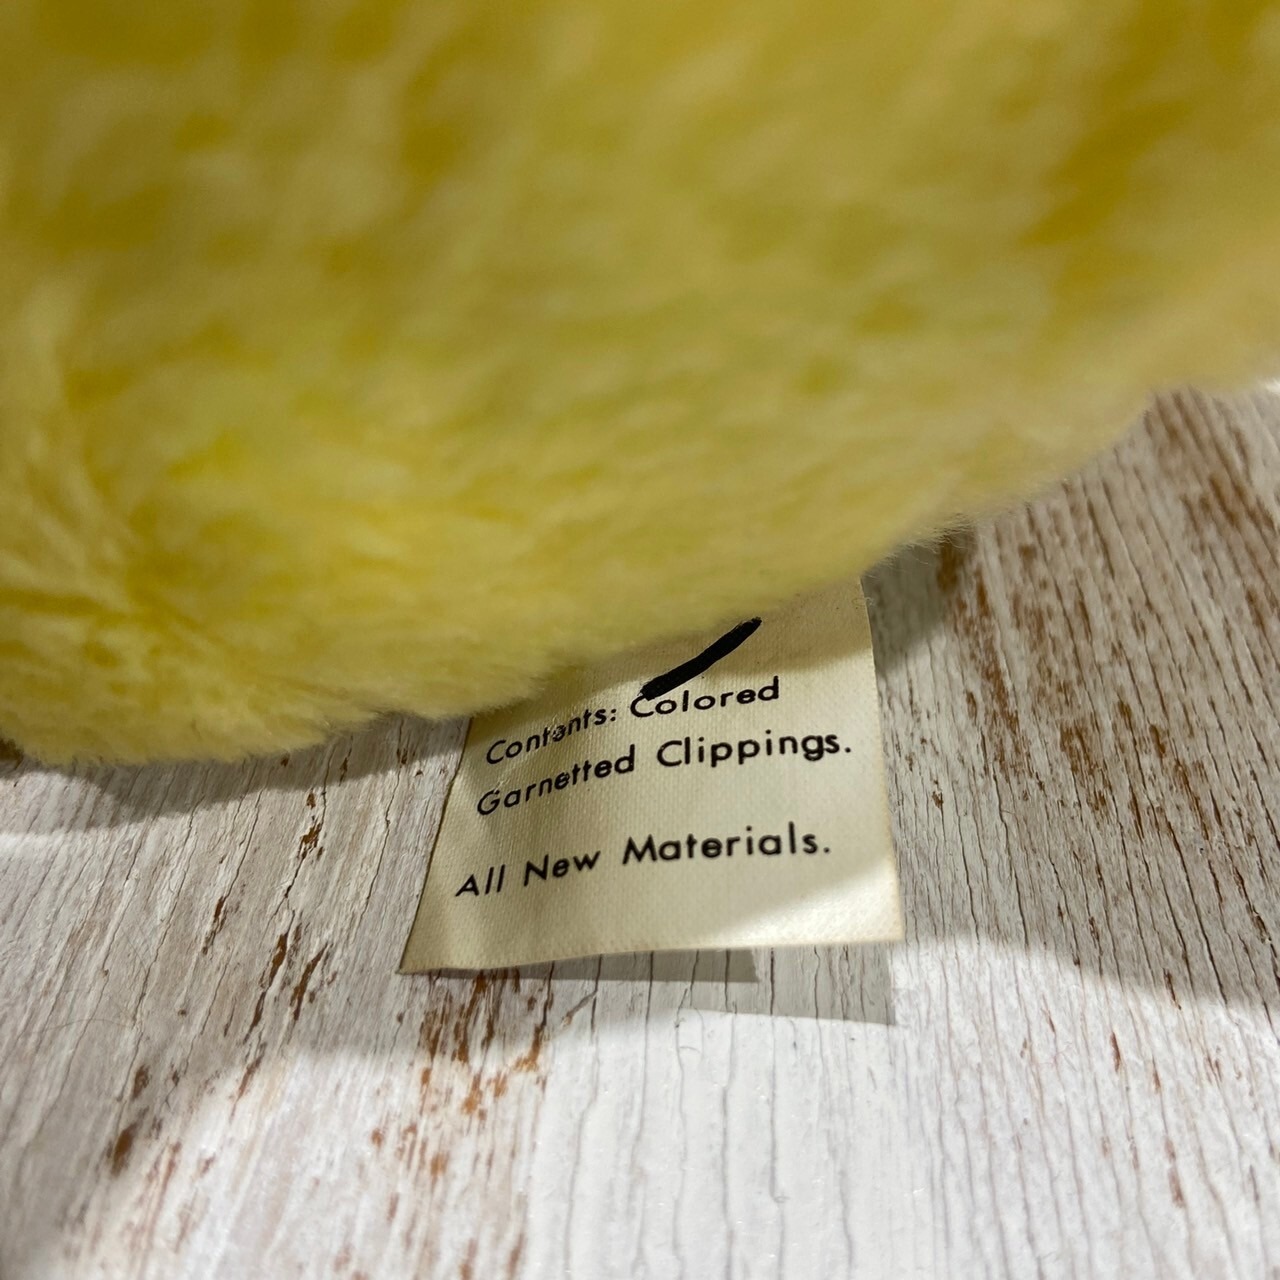 Contents: Colored
Garnetted Clippings.
All New Materials.